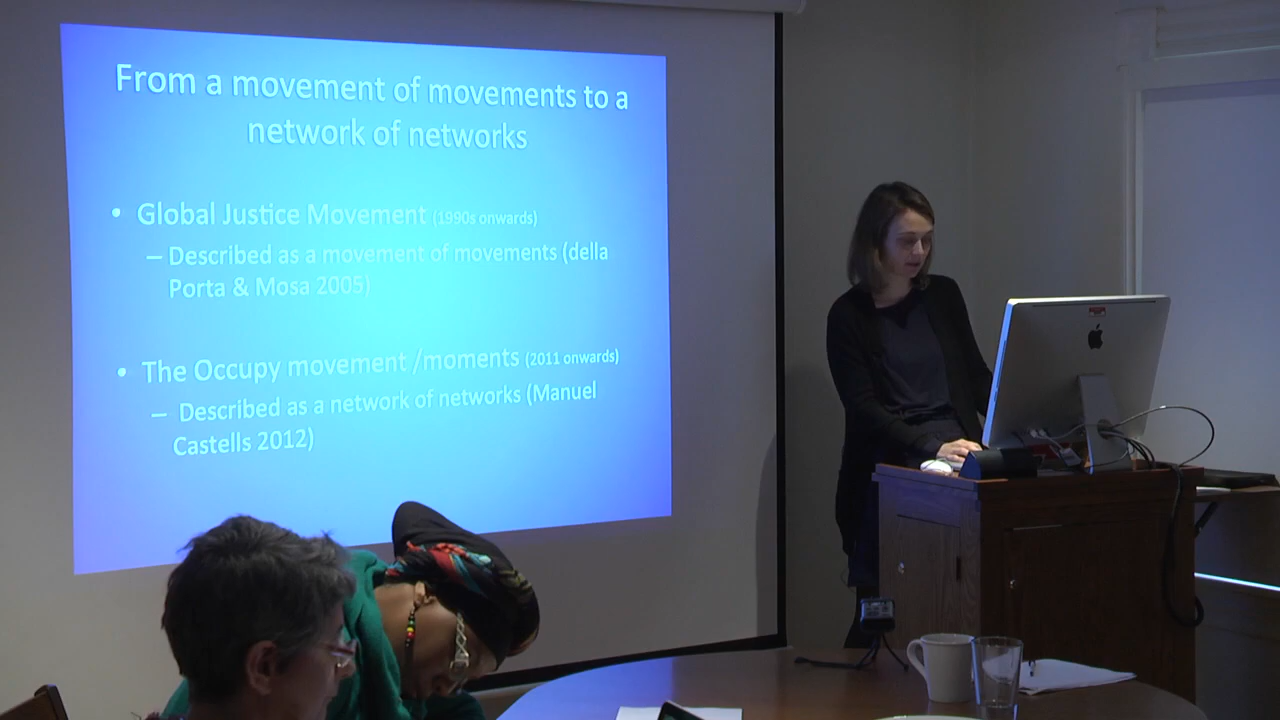 From a movement of movements to a
network of networks
• Global Justice Movement (1990s onwards)
– Described as a movement of movements (della
Porta & Mosa 2005)
• The Occupy movement /moments (2011 onwards)
– Described as a network of networks (Manuel
Castells 2012)